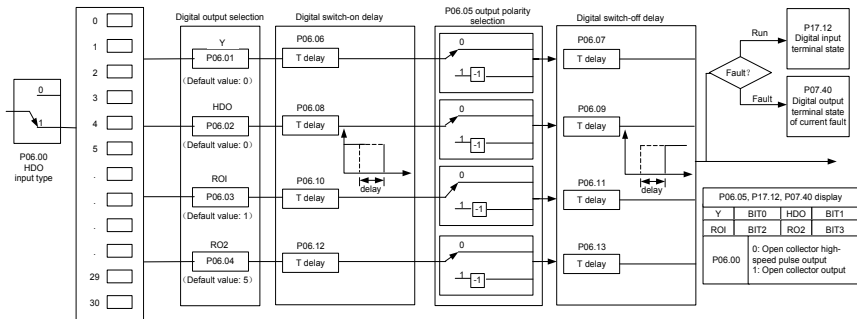 Digital output selection
Digital switch-on delay
P06.05 output polarity
selection
Digital switch-off delay
0
1
2
3
4
5
.
.
.
.
29
30
0
1
P06.00
HDO
input type
Y
P06.01
(Default value: 0)
HDO
P06.02
(Default value: 0)
ROI
P06.03
(Default value: 1)
RO2
P06.04
(Default value: 5)
P06.06
T delay
P06.08
T delay
delay
P06.10
T delay
P06.12
T delay
0
1
-1
0
1
-1
0
1
-1
0
1
-1
P06.07
T delay
P06.09
T delay
delay
P06.11
T delay
P06.13
T delay
Run
Fault?
Fault
P17.12
Digital input
terminal state
P07.40
Digital output
terminal state
of current fault
P06.05, P17.12, P07.40 display
Y BIT0 HDO BIT1
ROI BIT2 RO2 BIT3
P06.00
0: Open collector high-
speed pulse output
1: Open collector output